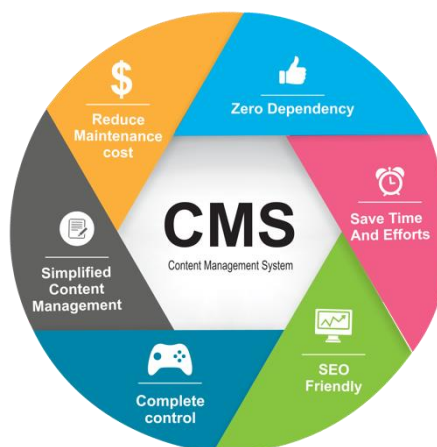 $
Reduce
Maintenance
cost
Zero Dependency
Save Time
And Efforts
SEO
Friendly
Complete
control
Simplified
Content
Management
CMS
Content Management System